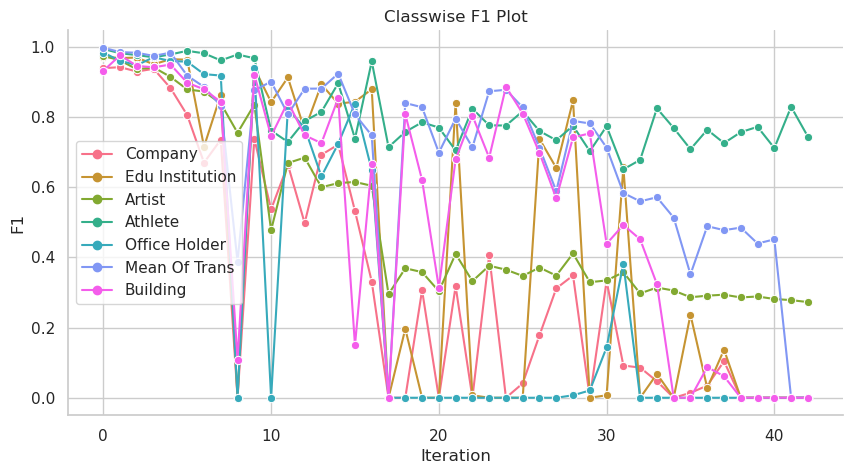 Classwise F1 Plot
1.0
0.8
0.6
0.4
0.2
0.0
F1
Company
Edu Institution
Artist
Athlete
Office Holder
Mean Of Trans
Building
0 10 20 30 40
Iteration